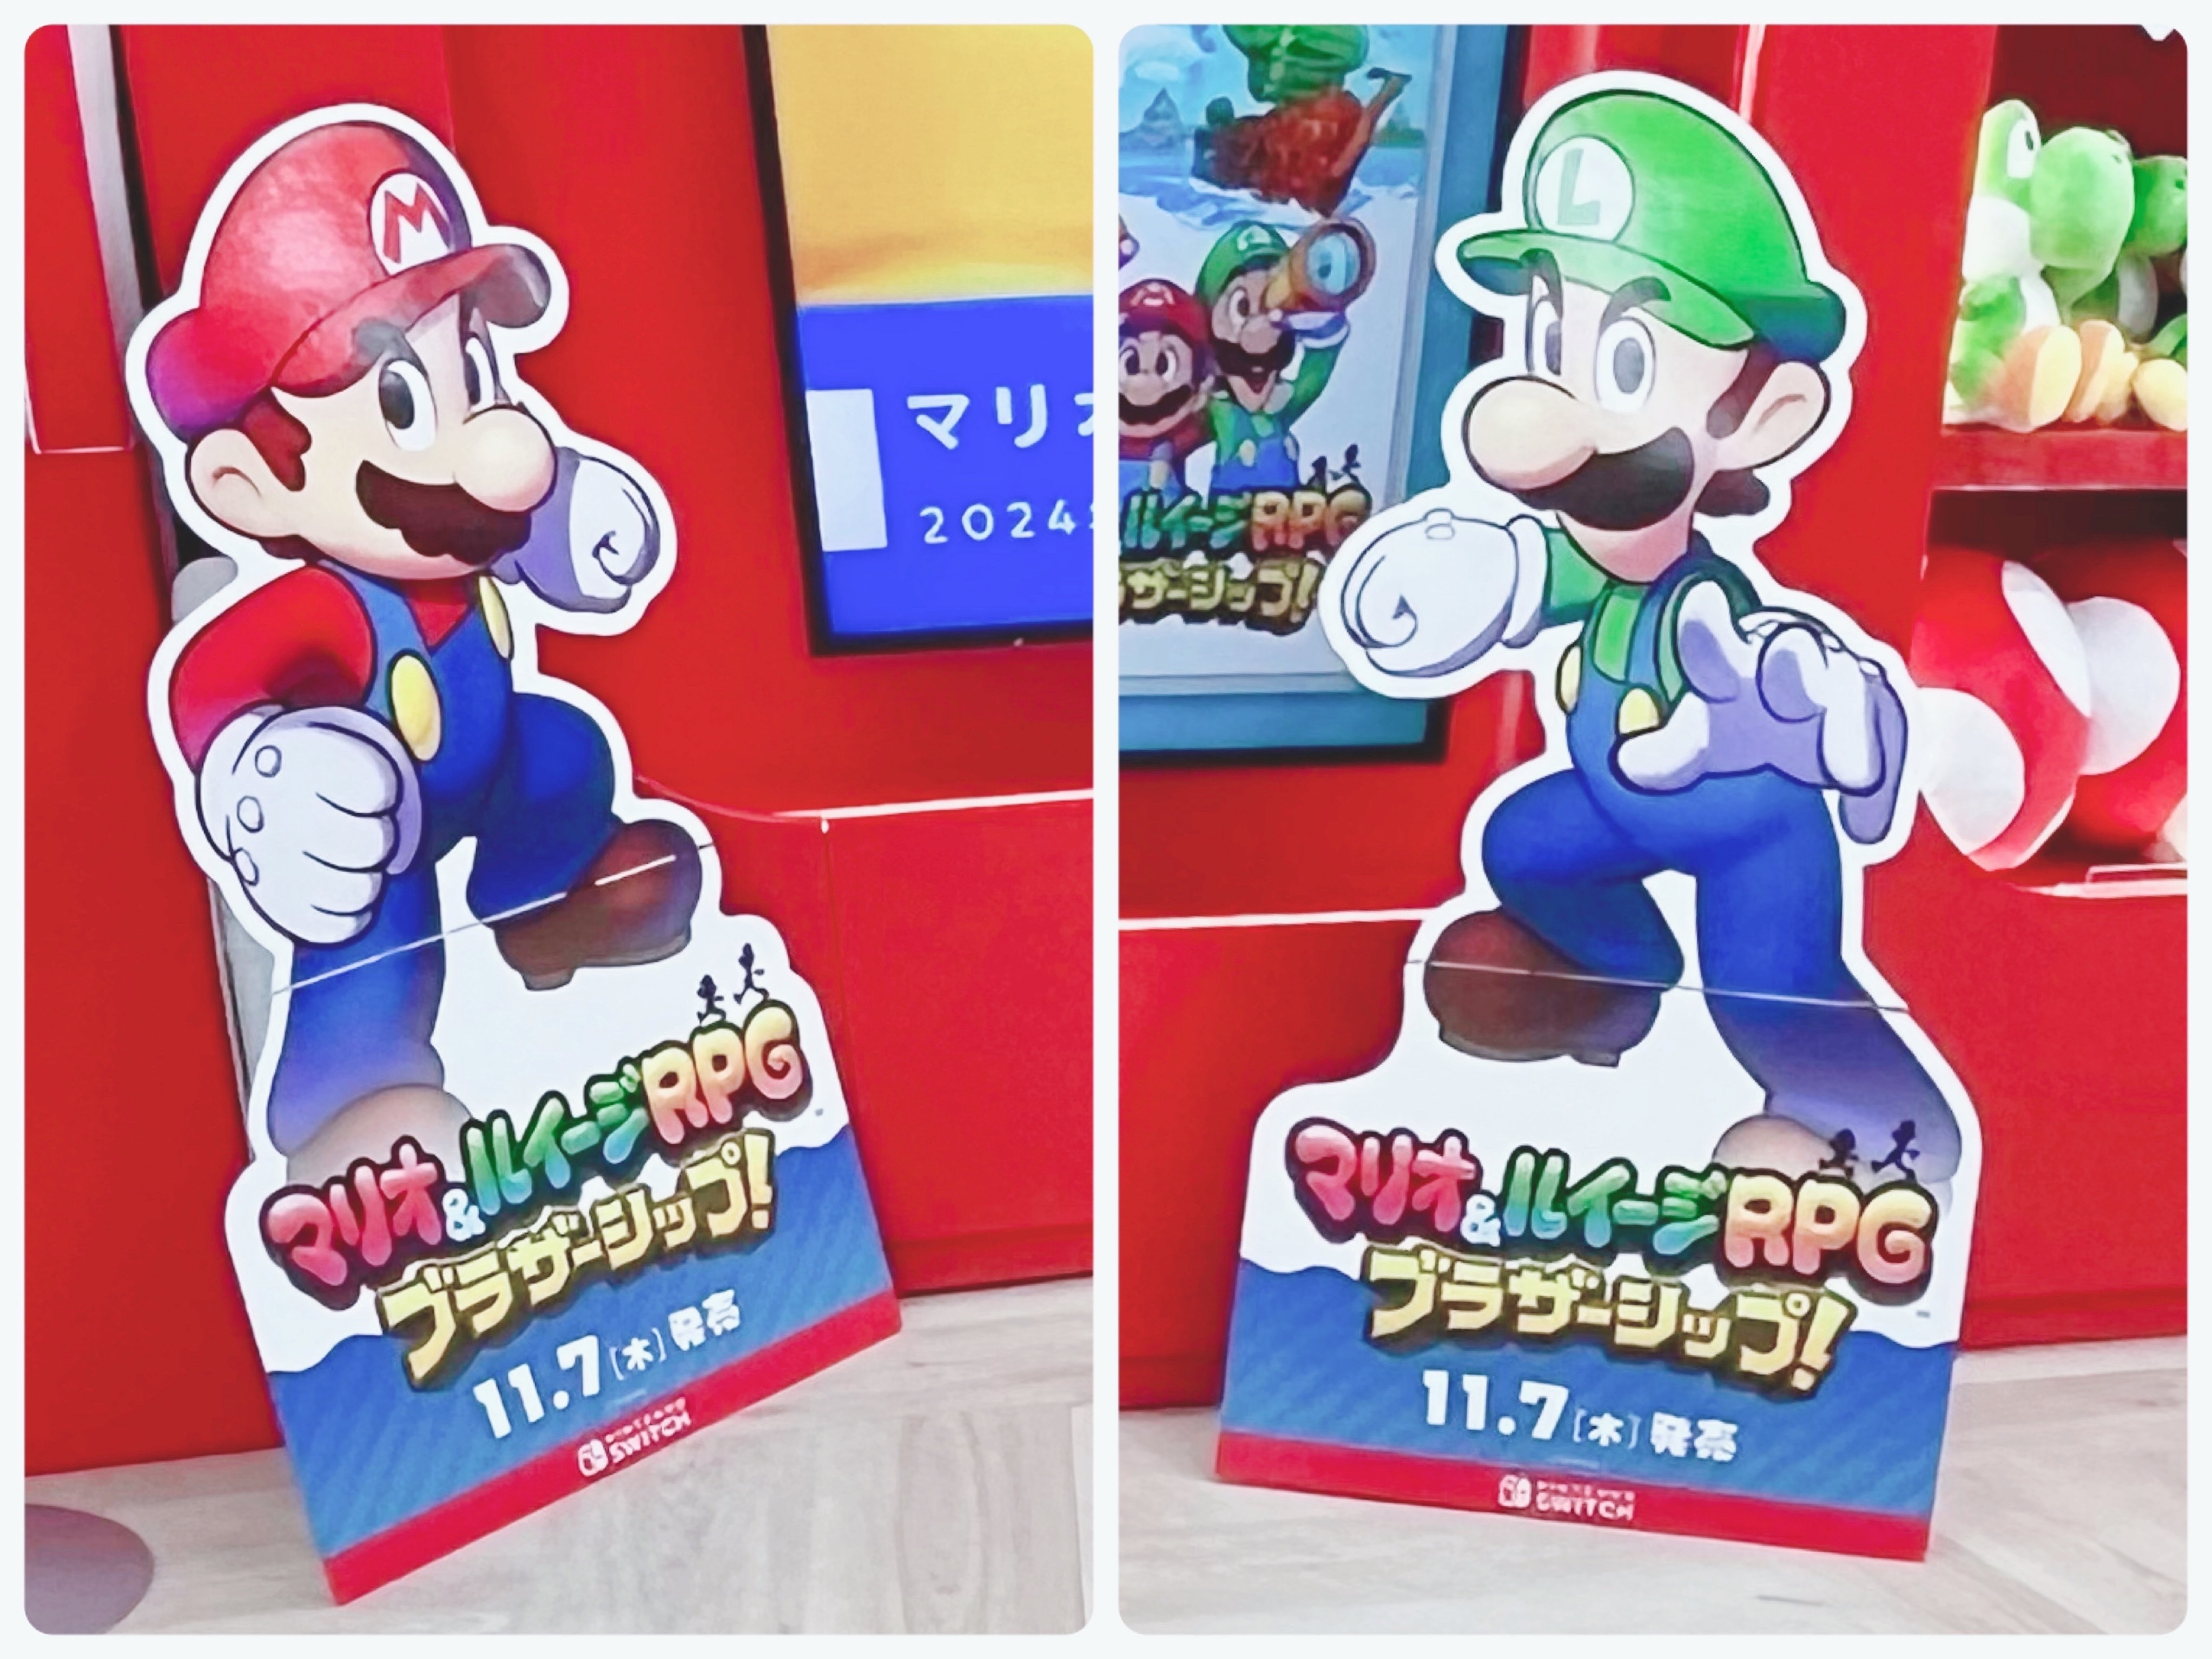 M
マリオ
2024
マリオ&ルイージRPG
ブラザーシップ!
11.7[木]発売
NINTENDO
SWITCH
L
ルイージRPG
ザーシップ!
マリオ&ルイージRPG
ブラザーシップ!
11.7[木]発売
NINTENDO
SWITCH